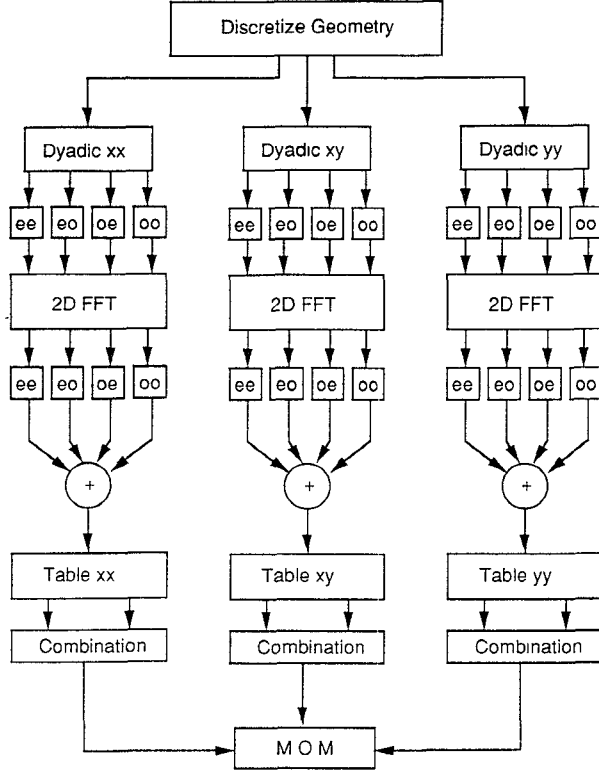 Discretize Geometry
Dyadic xx Dyadic xy Dyadic yy
ee eo oe oo ee eo oe oo ee eo oe oo
2D FFT 2D FFT 2D FFT
ee eo oe oo ee eo oe oo ee eo oe oo
+ + +
Table xx Table xy Table yy
Combination Combination Combination
M O M